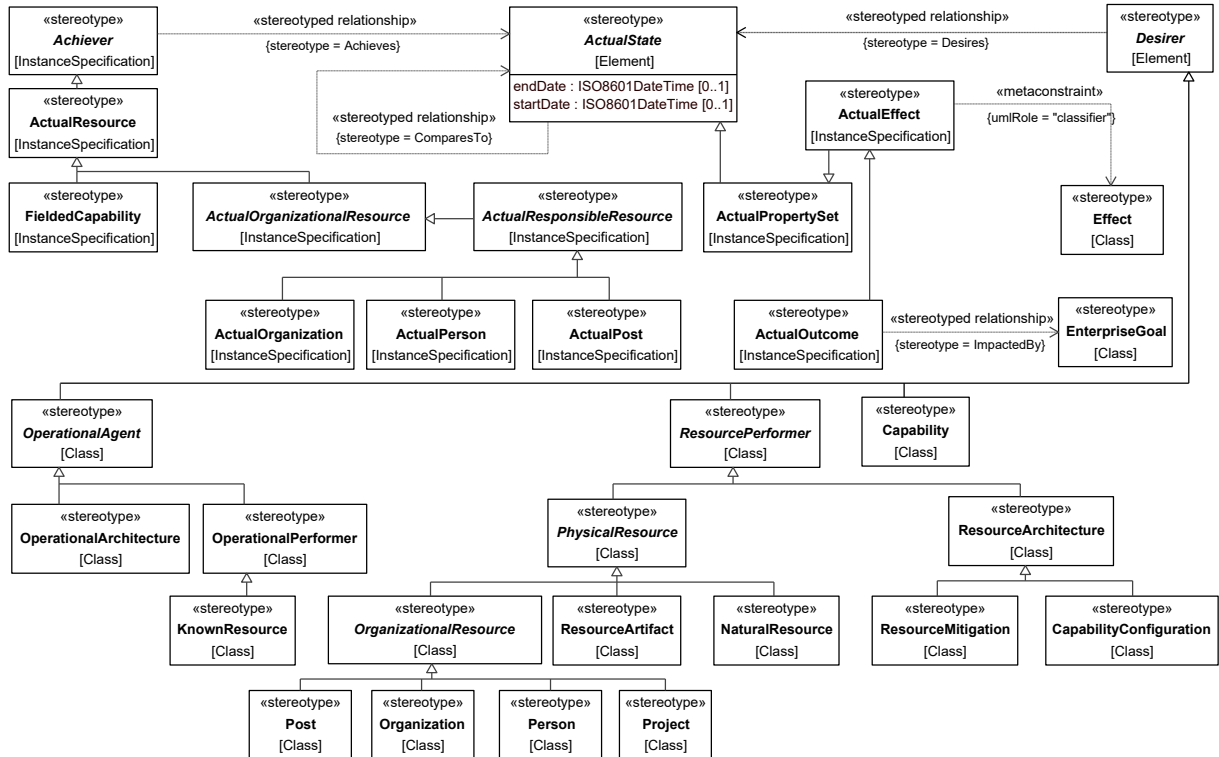 «stereotype»
Achiever
[InstanceSpecification]
«stereotyped relationship»
{stereotype = Achieves}
«stereotype»
ActualState
[Element]
endDate : ISO8601DateTime [0..1]
startDate : ISO8601DateTime [0..1]
«stereotyped relationship»
{stereotype = Desires}
«stereotype»
Desirer
[Element]
«stereotyped relationship»
{stereotype = ComparesTo}
«stereotype»
ActualResource
[InstanceSpecification]
«stereotype»
ActualEffect
[InstanceSpecification]
«metaconstraint»
{umlRole = "classifier"}
«stereotype»
FieldedCapability
[InstanceSpecification]
«stereotype»
ActualOrganizationalResource
[InstanceSpecification]
«stereotype»
ActualResponsibleResource
[InstanceSpecification]
«stereotype»
ActualPropertySet
[InstanceSpecification]
«stereotype»
Effect
[Class]
«stereotype»
ActualOrganization
[InstanceSpecification]
«stereotype»
ActualPerson
[InstanceSpecification]
«stereotype»
ActualPost
[InstanceSpecification]
«stereotype»
ActualOutcome
[InstanceSpecification]
«stereotyped relationship»
{stereotype = ImpactedBy}
«stereotype»
EnterpriseGoal
[Class]
«stereotype»
OperationalAgent
[Class]
«stereotype»
ResourcePerformer
[Class]
«stereotype»
Capability
[Class]
«stereotype»
OperationalArchitecture
[Class]
«stereotype»
OperationalPerformer
[Class]
«stereotype»
PhysicalResource
[Class]
«stereotype»
ResourceArchitecture
[Class]
«stereotype»
KnownResource
[Class]
«stereotype»
OrganizationalResource
[Class]
«stereotype»
ResourceArtifact
[Class]
«stereotype»
NaturalResource
[Class]
«stereotype»
ResourceMitigation
[Class]
«stereotype»
CapabilityConfiguration
[Class]
«stereotype»
Post
[Class]
«stereotype»
Organization
[Class]
«stereotype»
Person
[Class]
«stereotype»
Project
[Class]